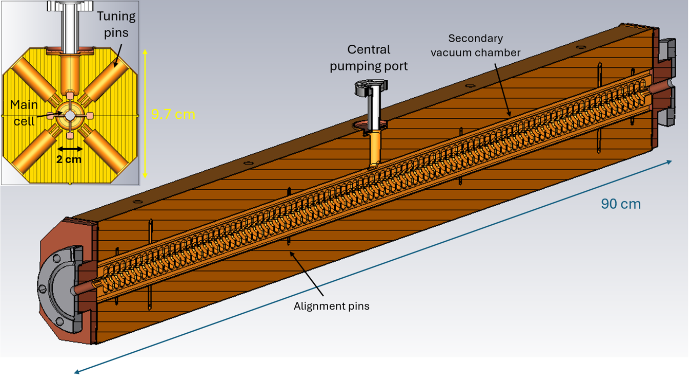 Tuning
pins
Main
cell
9.7 cm
2 cm
Central
pumping port
Secondary
vacuum chamber
90 cm
Alignment pins